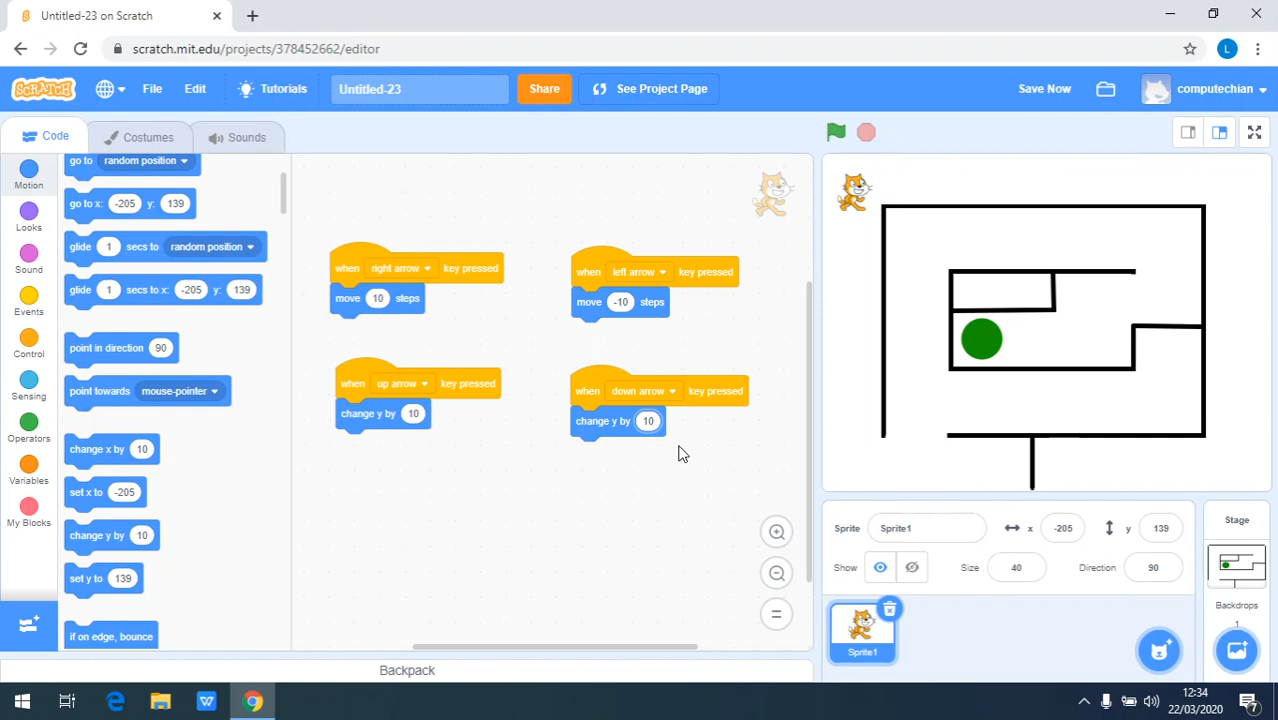 Untitled-23 on Scratch
scratch.mit.edu/projects/378452662/editor
L
SCRATCH
File
Edit
Tutorials
Untitled-23
Share
See Project Page
Save Now
computechian
Code
Costumes
Sounds
Motion
Looks
Sound
Events
Control
Sensing
Operators
Variables
My Blocks
go to random position
go to x: -205 y: 139
glide 1 secs to random position
glide 1 secs to x: -205 y: 139
point in direction 90
point towards mouse-pointer
change x by 10
set x to -205
change y by 10
set y to 139
if on edge, bounce
when right arrow key pressed
move 10 steps
when left arrow key pressed
move -10 steps
when up arrow key pressed
change y by 10
when down arrow key pressed
change y by 10
Sprite Sprite1 x -205 y 139
Show Size 40 Direction 90
Sprite1
Stage
Backdrops
1
Backpack
W
12:34
22/03/2020
7